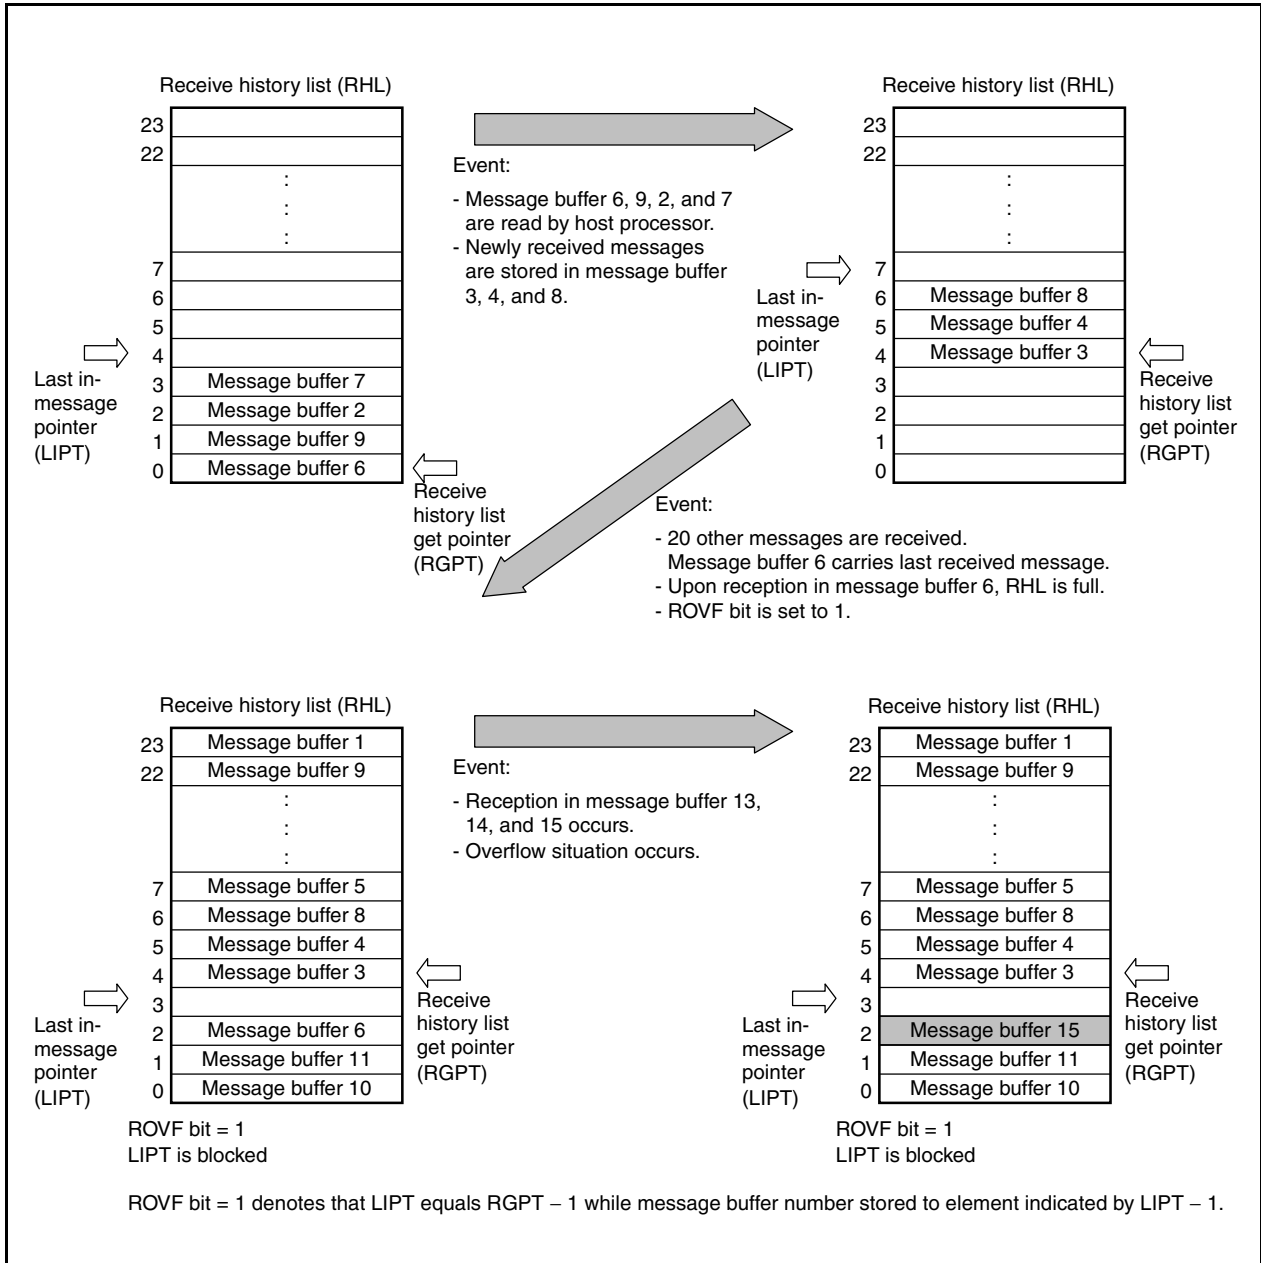 Receive history list (RHL)
23
22
:
:
:
7
6
5
4
3 Message buffer 7
2 Message buffer 2
1 Message buffer 9
0 Message buffer 6
Last in-
message
pointer
(LIPT)
Receive
history list
get pointer
(RGPT)
Event:
- Message buffer 6, 9, 2, and 7
are read by host processor.
- Newly received messages
are stored in message buffer
3, 4, and 8.
Receive history list (RHL)
23
22
:
:
:
7
6 Message buffer 8
5 Message buffer 4
4 Message buffer 3
3
2
1
0
Last in-
message
pointer
(LIPT)
Receive
history list
get pointer
(RGPT)
Event:
- 20 other messages are received.
Message buffer 6 carries last received message.
- Upon reception in message buffer 6, RHL is full.
- ROVF bit is set to 1.
Receive history list (RHL)
23 Message buffer 1
22 Message buffer 9
:
:
:
7 Message buffer 5
6 Message buffer 8
5 Message buffer 4
4 Message buffer 3
3
2 Message buffer 6
1 Message buffer 11
0 Message buffer 10
Last in-
message
pointer
(LIPT)
Receive
history list
get pointer
(RGPT)
ROVF bit = 1
LIPT is blocked
Event:
- Reception in message buffer 13,
14, and 15 occurs.
- Overflow situation occurs.
Receive history list (RHL)
23 Message buffer 1
22 Message buffer 9
:
:
:
7 Message buffer 5
6 Message buffer 8
5 Message buffer 4
4 Message buffer 3
3
2 Message buffer 15
1 Message buffer 11
0 Message buffer 10
Last in-
message
pointer
(LIPT)
Receive
history list
get pointer
(RGPT)
ROVF bit = 1
LIPT is blocked
ROVF bit = 1 denotes that LIPT equals RGPT − 1 while message buffer number stored to element indicated by LIPT − 1.